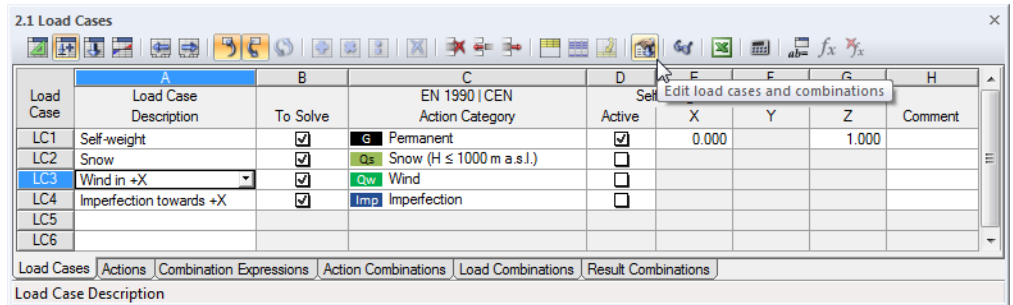 2.1 Load Cases
ab=
fx
fx
A B C D E F G H
Load Case Load Case Description To Solve EN 1990 | CEN Action Category Active X Y Z Comment
Edit load cases and combinations
LC1 Self-weight G Permanent 0.000 1.000
LC2 Snow Qs Snow (H ≤ 1000 m a.s.l.)
LC3 Wind in +X Qw Wind
LC4 Imperfection towards +X Imp Imperfection
LC5
LC6
Load Cases Actions Combination Expressions Action Combinations Load Combinations Result Combinations
Load Case Description